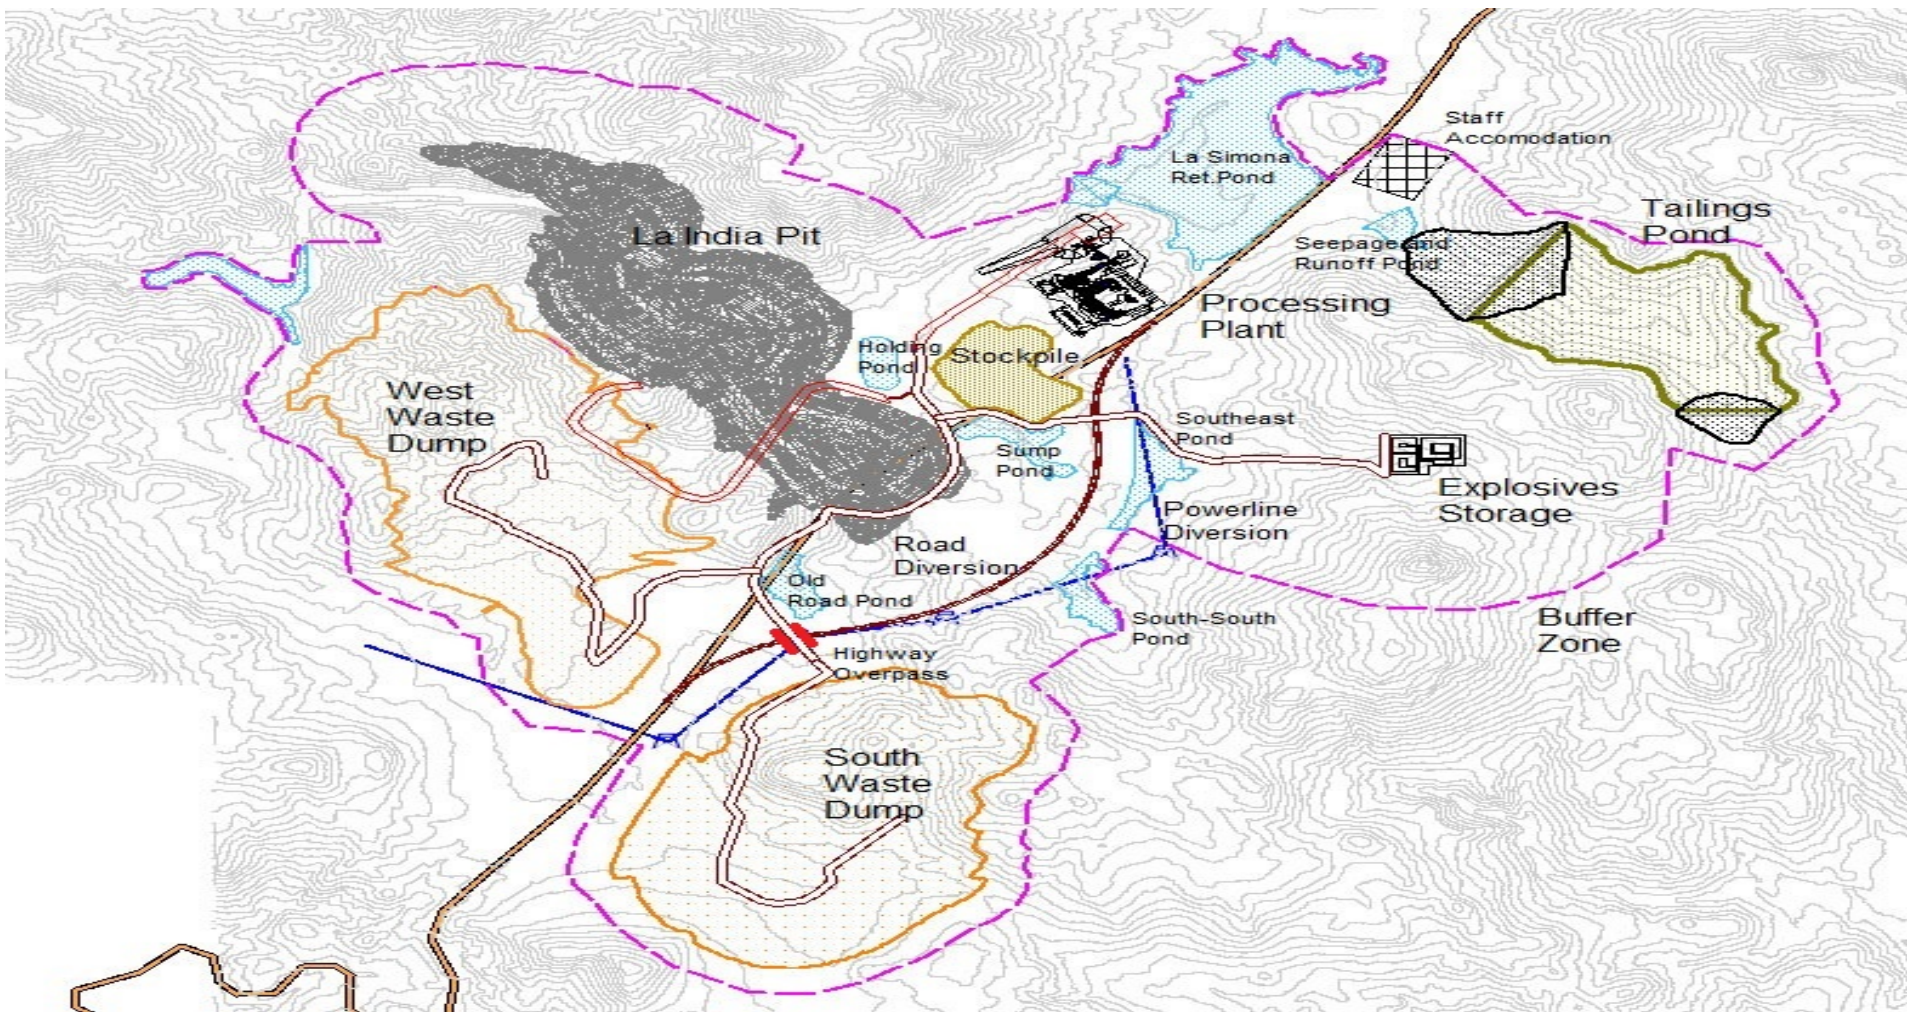 Staff
Accomodation
La Simona
Ret.Pond
Tailings
Pond
La India Pit
Seepage and
Runoff Pond
Processing
Plant
Holding
Pond
Stockpile
West
Waste
Dump
Southeast
Pond
Sump
Pond
Explosives
Storage
Powerline
Diversion
Road
Diversion
Old
Road Pond
South-South
Pond
Buffer
Zone
Highway
Overpass
South
Waste
Dump